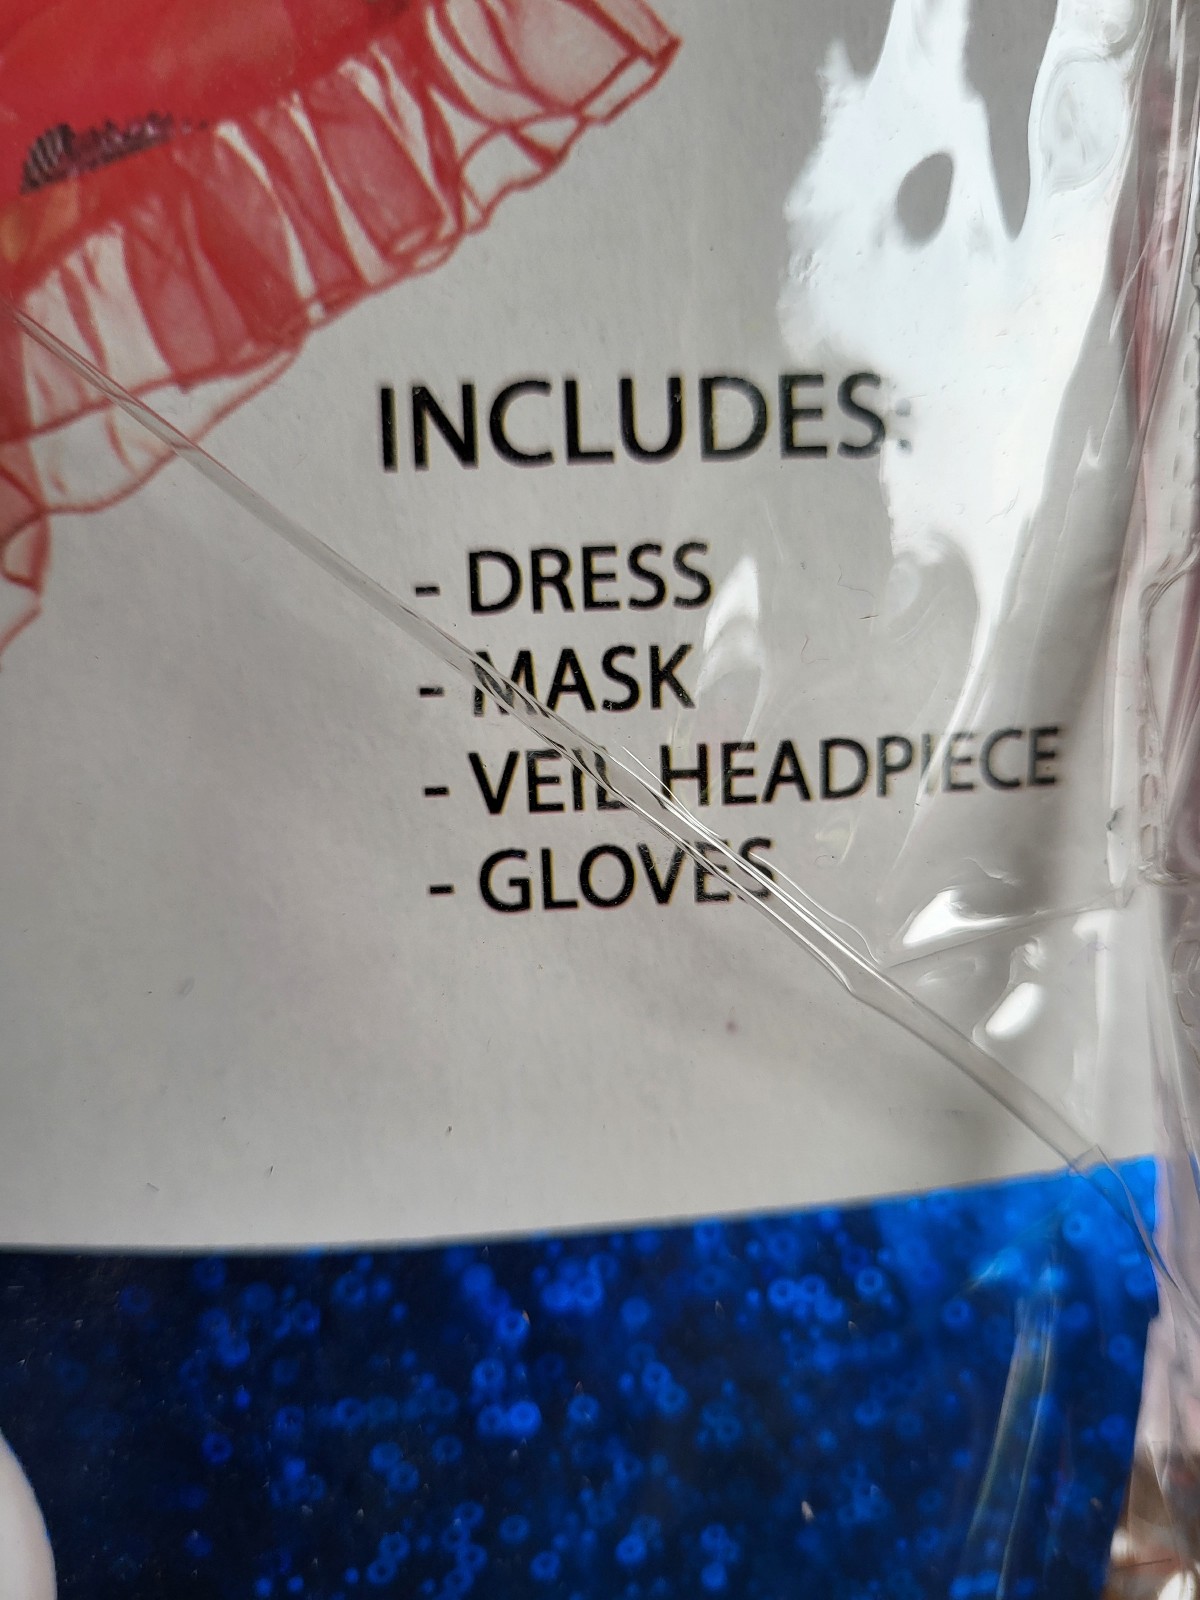 INCLUDES:
- DRESS
- MASK
- VEIL HEADPIECE
- GLOVES